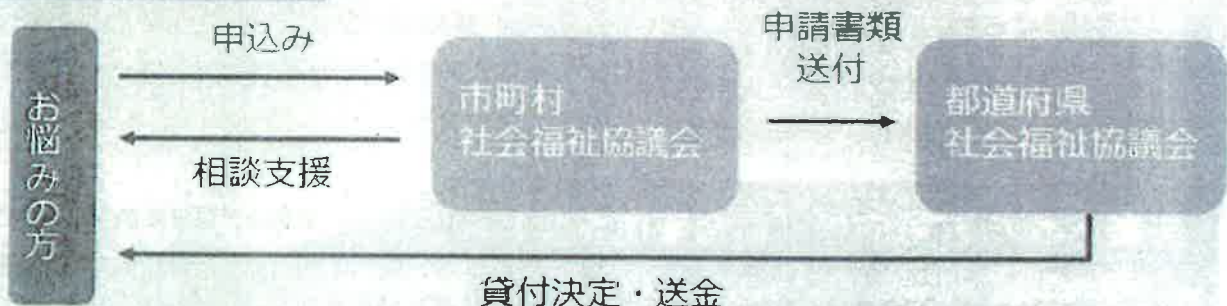 お悩みの方
申込み
相談支援
市町村
社会福祉協議会
申請書類
送付
都道府県
社会福祉協議会
貸付決定・送金